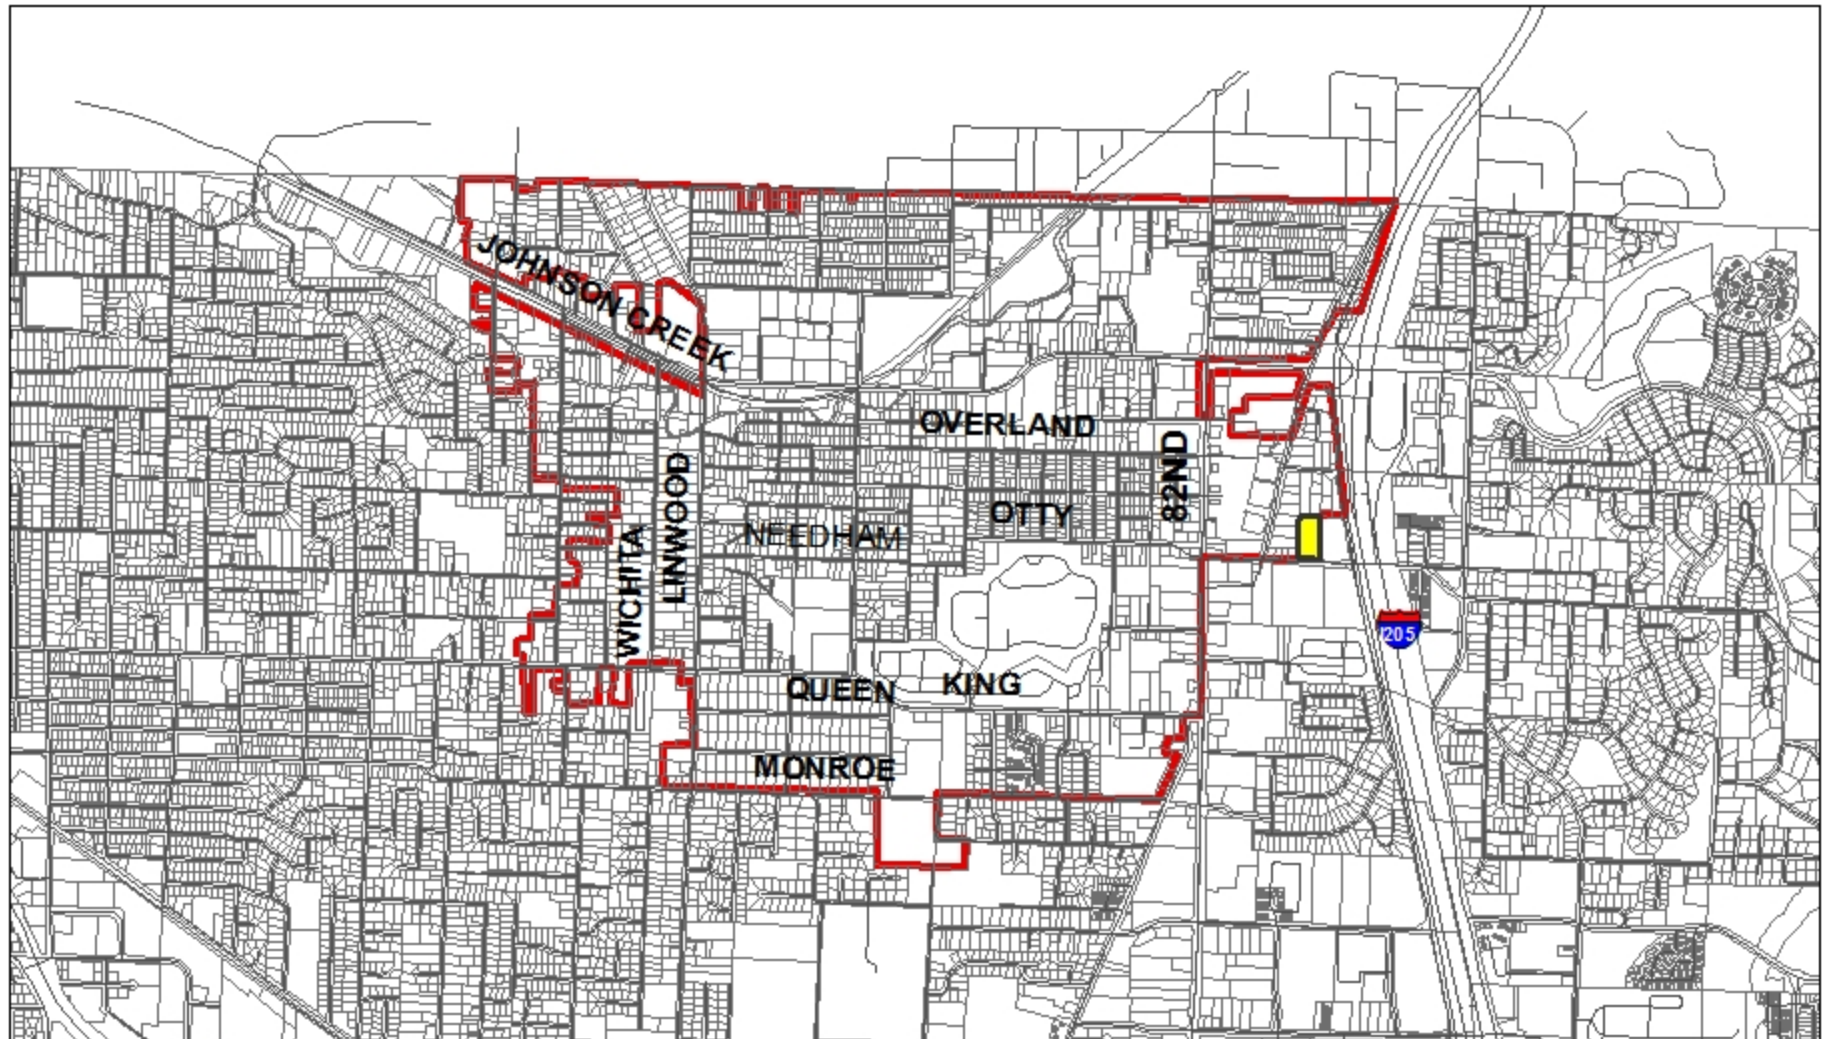 JOHNSON CREEK
OVERLAND
82ND
LINWOOD
OTTY
NEEDHAM
WICHITA
205
QUEEN
KING
MONROE